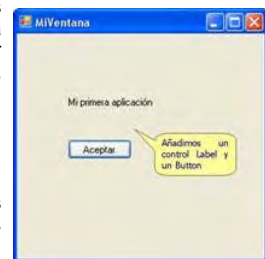 MiVentana
Mi primera aplicación
Aceptar
Añadimos un
control Label y
un Button